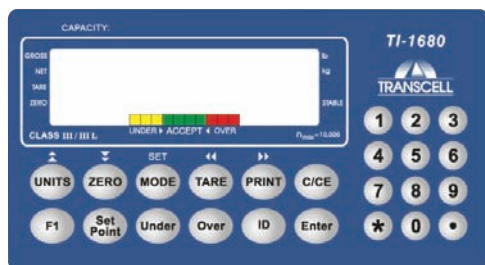 CAPACITY:
TI-1680
GROSS
lb
NET
kg
TARE
TRANSCELL
ZERO
STABLE
UNDER ▶ ACCEPT ◀ OVER
CLASS III / III L
nmax=10,000
1 2 3
SET
4 5 6
UNITS ZERO MODE TARE PRINT C/CE
7 8 9
F1 Set Point Under Over ID Enter
* 0 •